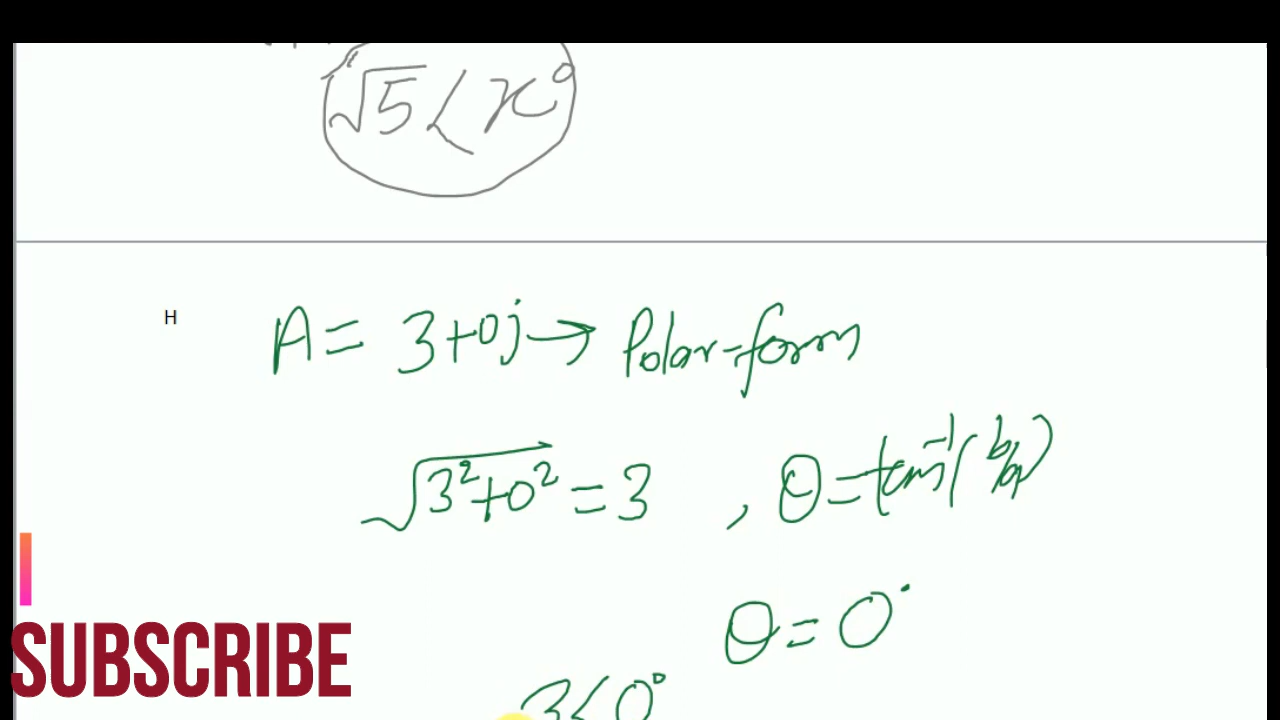 √5∠x°
H
A = 3+0j → Polar-form
√3²+0² = 3 , θ = tan⁻¹(b/a)
θ = 0°
SUBSCRIBE
3∠0°